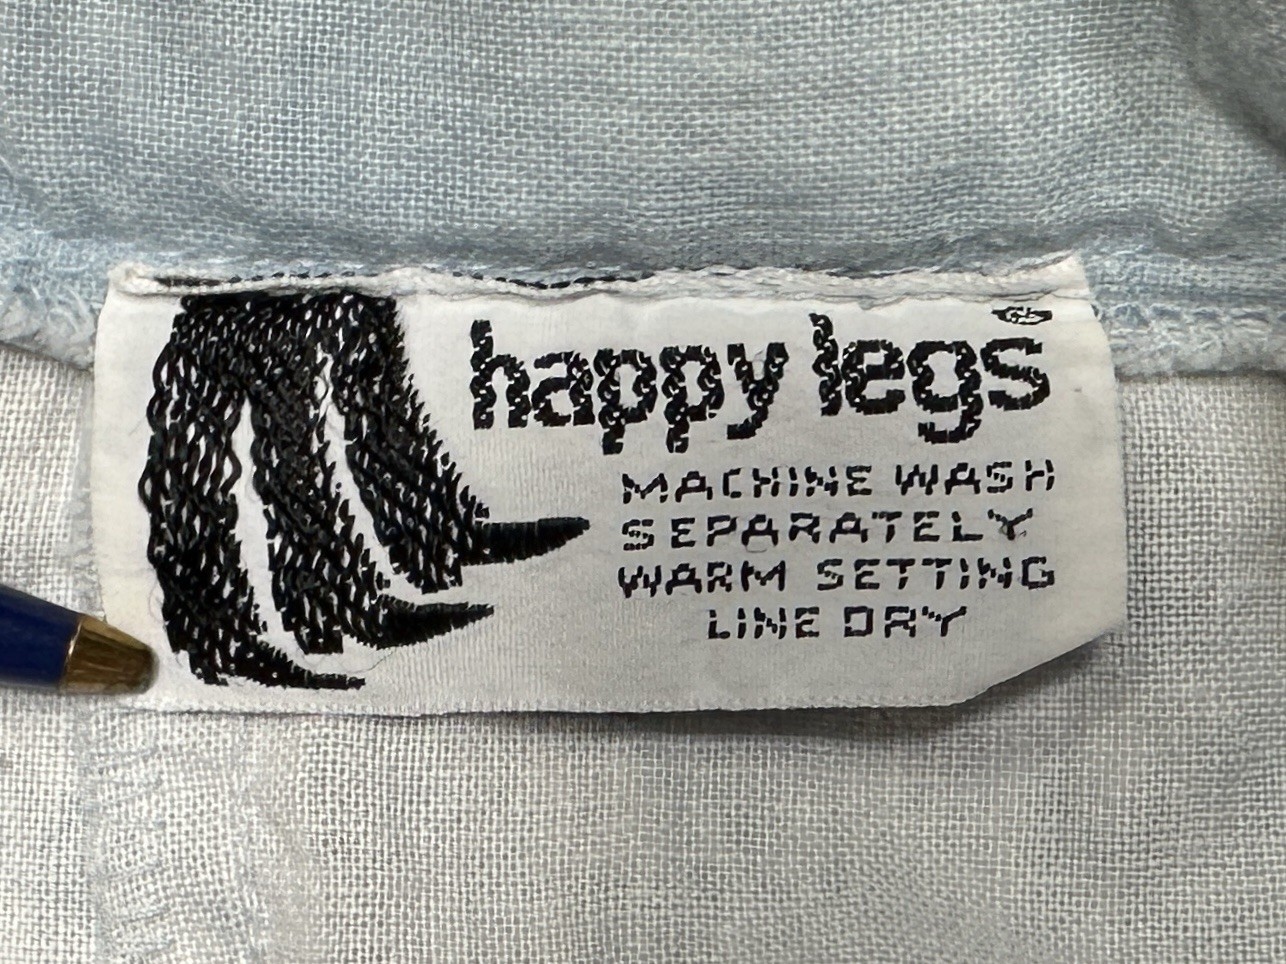 happy legs®
MACHINE WASH
SEPARATELY
WARM SETTING
LINE DRY